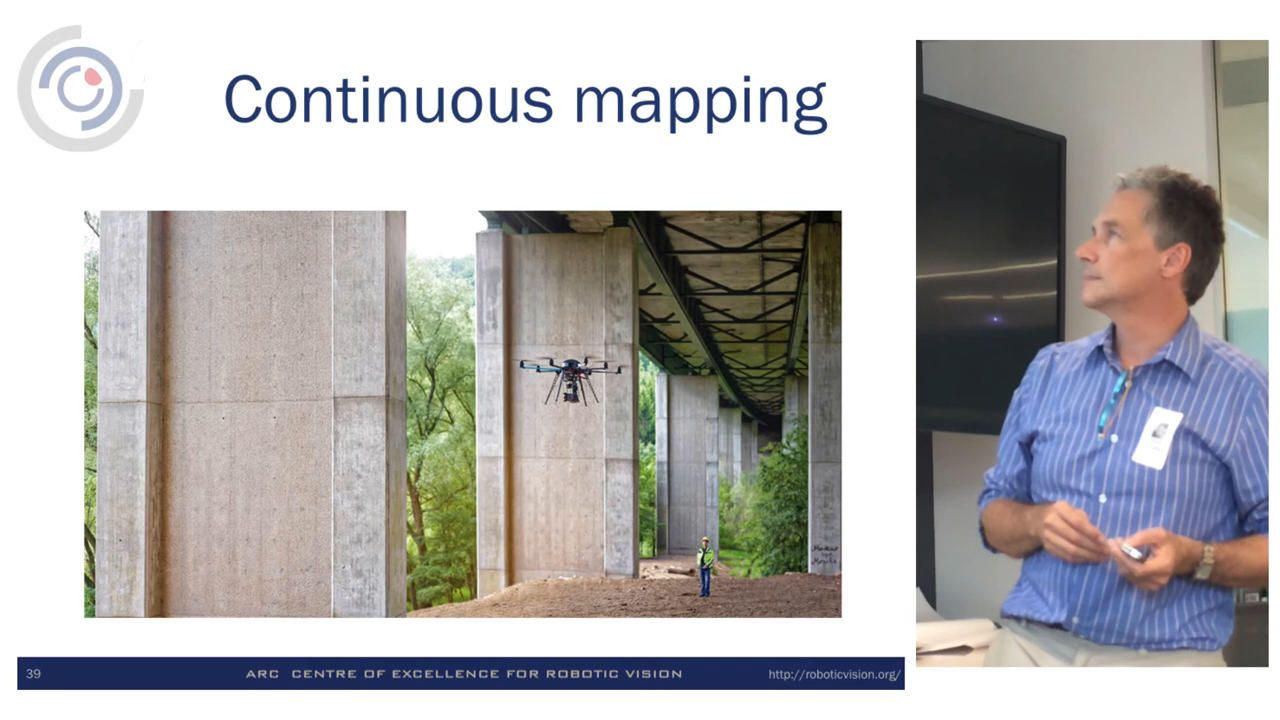 Continuous mapping
39
ARC CENTRE OF EXCELLENCE FOR ROBOTIC VISION
http://roboticvision.org/